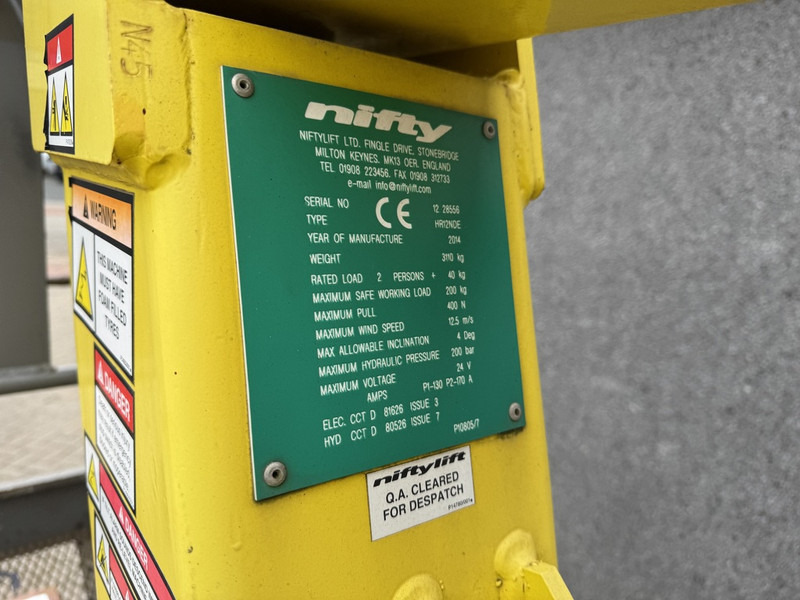 N45
nifty
NIFTYLIFT LTD. FINGLE DRIVE, STONEBRIDGE
MILTON KEYNES. MK13 OER. ENGLAND
TEL 01908 223456. FAX 01908 312733
e-mail info@niftylift.com
CE
SERIAL NO 12 28556
TYPE HR12NDE
YEAR OF MANUFACTURE 2014
WEIGHT 3110 kg
RATED LOAD 2 PERSONS + 40 kg
MAXIMUM SAFE WORKING LOAD 200 kg
MAXIMUM PULL 400 N
MAXIMUM WIND SPEED 12.5 m/s
MAX ALLOWABLE INCLINATION 4 Deg
MAXIMUM HYDRAULIC PRESSURE 200 bar
MAXIMUM VOLTAGE 24 V
AMPS P1-130 P2-170 A
ELEC. CCT D 81626 ISSUE 3
HYD CCT D 80526 ISSUE 7
P10805/7
niftylift
Q.A. CLEARED
FOR DESPATCH
WARNING
THIS MACHINE
MUST HAVE
FOAM FILLED
TYRES
DANGER
DANGER